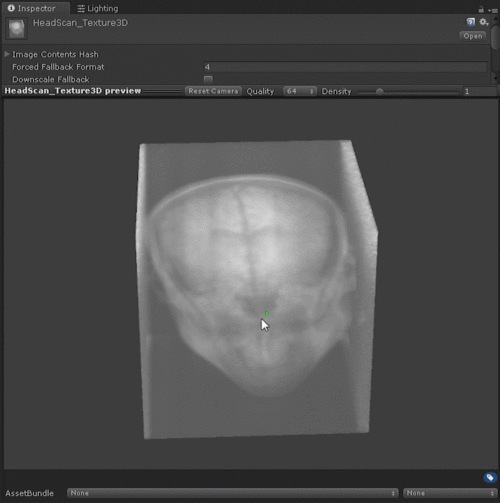 Inspector
Lighting
HeadScan_Texture3D
Open
Image Contents Hash
Forced Fallback Format 4
Downscale Fallback
HeadScan_Texture3D preview Reset Camera Quality 64 Density 1
AssetBundle None None